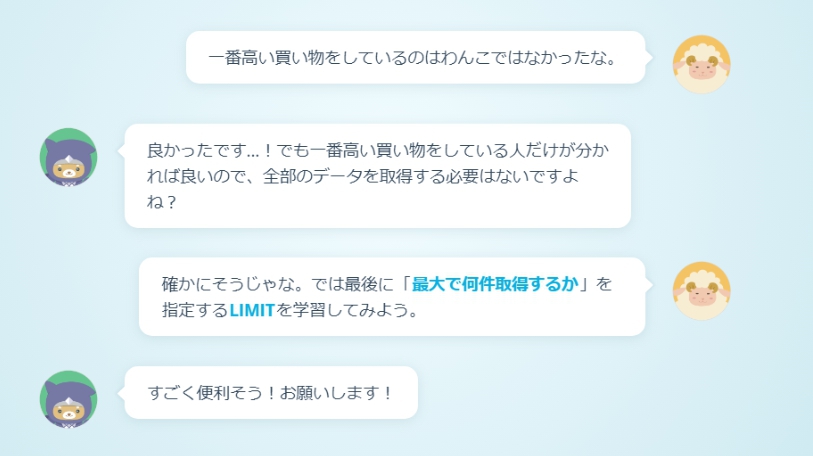 一番高い買い物をしているのはわんこではなかったな。
良かったです...！でも一番高い買い物をしている人だけが分か
れば良いので、全部のデータを取得する必要はないですよ
ね？
確かにそうじゃな。では最後に「最大で何件取得するか」を
指定するLIMITを学習してみよう。
すごく便利そう！お願いします！